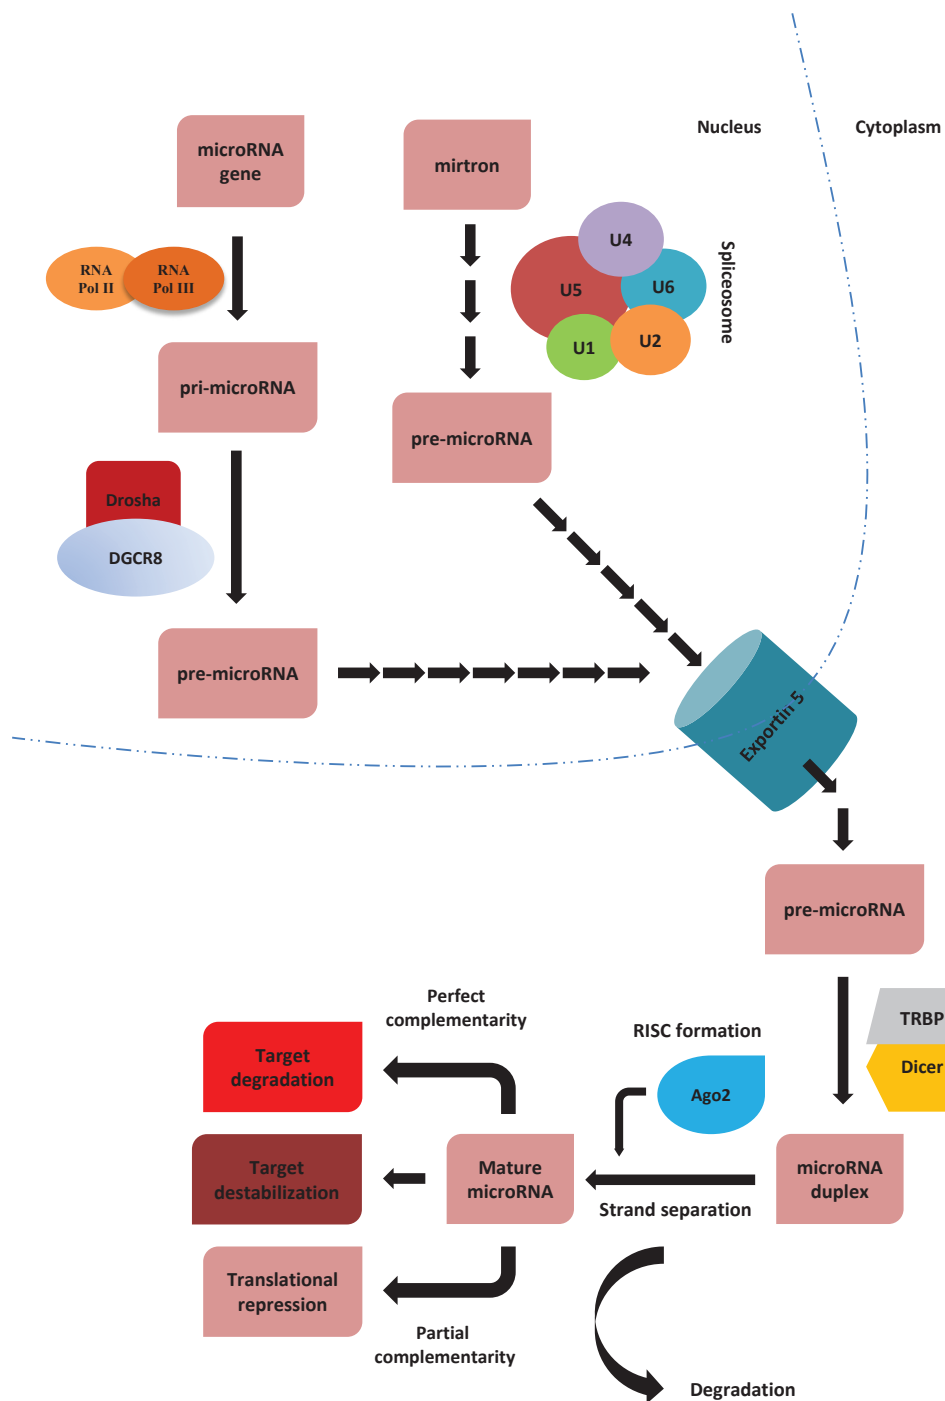 Nucleus
Cytoplasm
microRNA
gene
mirtron
RNA
Pol II
RNA
Pol III
U4
U5
U6
U1
U2
Spliceosome
pri-microRNA
pre-microRNA
Drosha
DGCR8
pre-microRNA
Exportin 5
pre-microRNA
TRBP
Dicer
Perfect
complementarity
RISC formation
Ago2
Target
degradation
Target
destabilization
Mature
microRNA
Strand separation
microRNA
duplex
Translational
repression
Partial
complementarity
Degradation